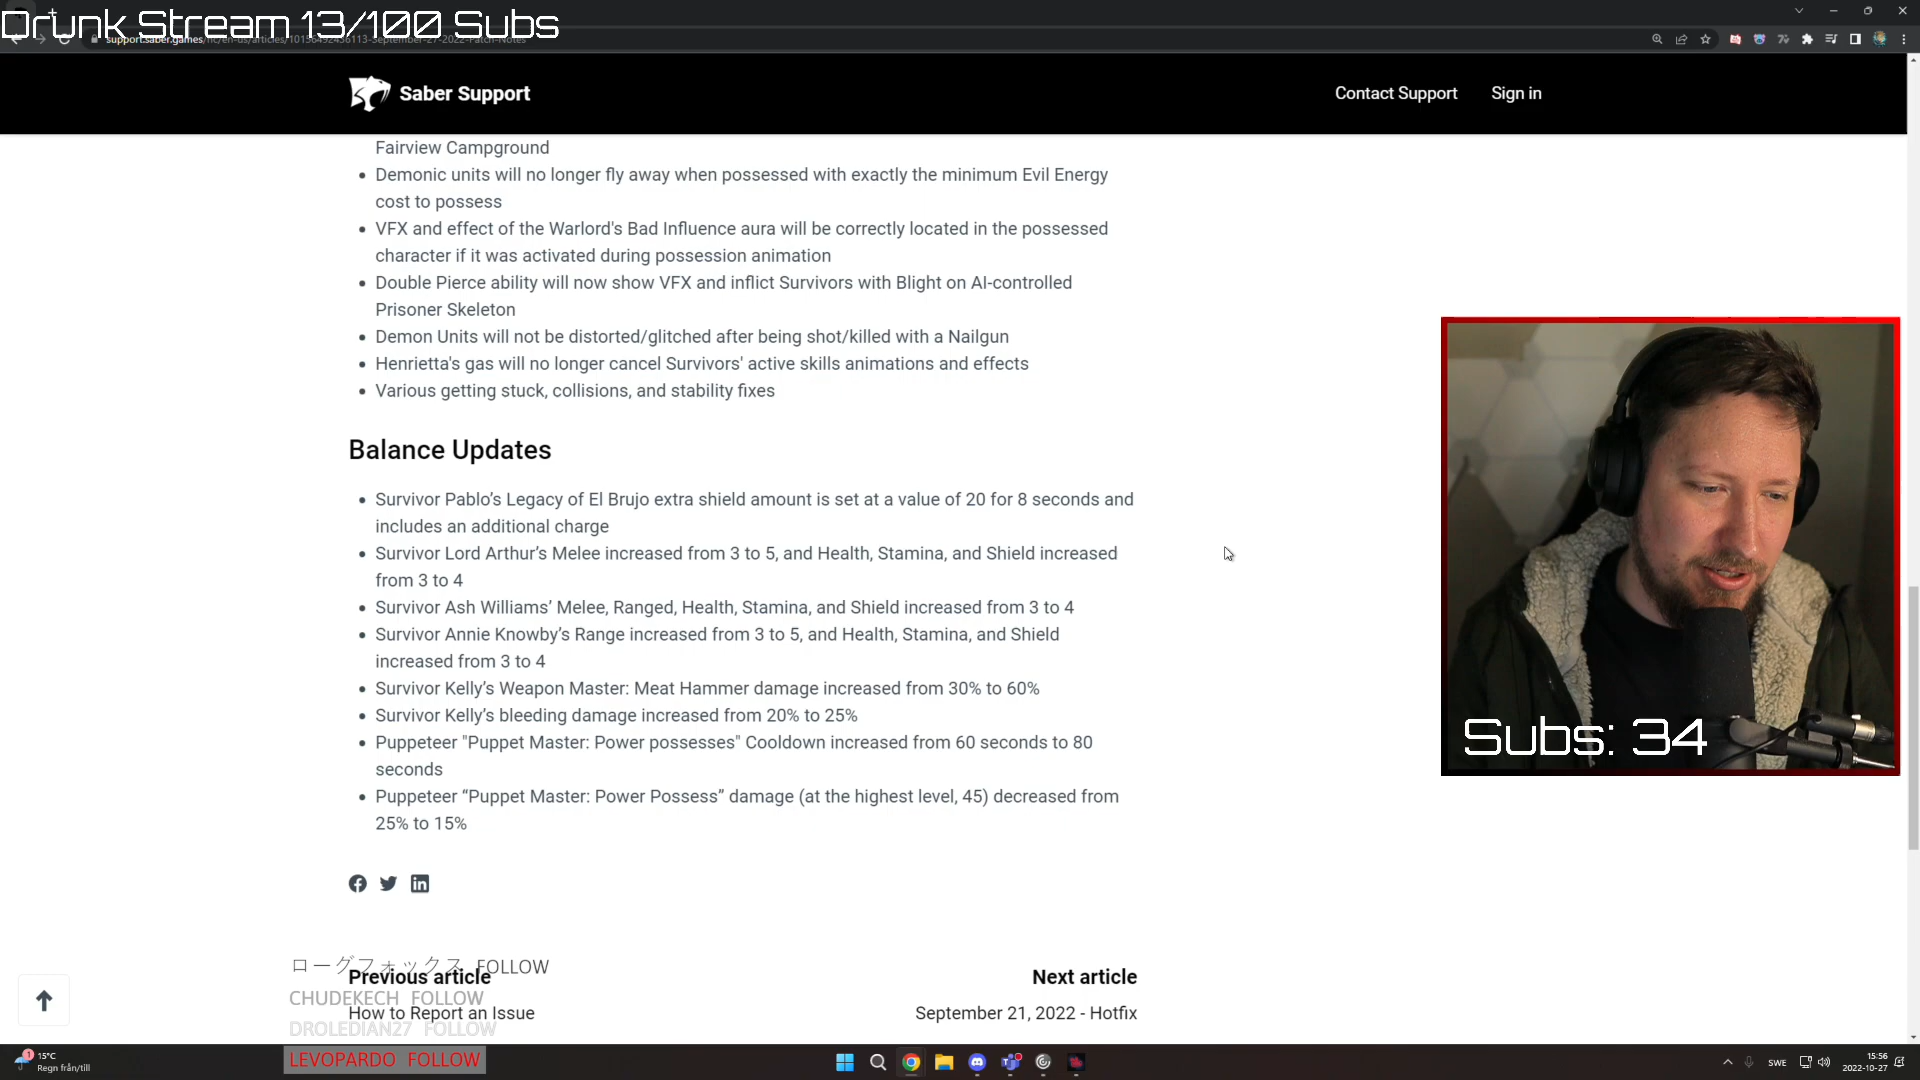 Drunk Stream 13/100 Subs
support.saber.games/hc/en-us/articles/10156492436113-September-27-2022-Patch-Notes
Saber Support
Contact Support
Sign in
Fairview Campground
Demonic units will no longer fly away when possessed with exactly the minimum Evil Energy
cost to possess
VFX and effect of the Warlord's Bad Influence aura will be correctly located in the possessed
character if it was activated during possession animation
Double Pierce ability will now show VFX and inflict Survivors with Blight on AI-controlled
Prisoner Skeleton
Demon Units will not be distorted/glitched after being shot/killed with a Nailgun
Henrietta's gas will no longer cancel Survivors' active skills animations and effects
Various getting stuck, collisions, and stability fixes
Balance Updates
Survivor Pablo’s Legacy of El Brujo extra shield amount is set at a value of 20 for 8 seconds and
includes an additional charge
Survivor Lord Arthur’s Melee increased from 3 to 5, and Health, Stamina, and Shield increased
from 3 to 4
Survivor Ash Williams’ Melee, Ranged, Health, Stamina, and Shield increased from 3 to 4
Survivor Annie Knowby’s Range increased from 3 to 5, and Health, Stamina, and Shield
increased from 3 to 4
Survivor Kelly’s Weapon Master: Meat Hammer damage increased from 30% to 60%
Survivor Kelly’s bleeding damage increased from 20% to 25%
Puppeteer "Puppet Master: Power possesses" Cooldown increased from 60 seconds to 80
seconds
Puppeteer “Puppet Master: Power Possess” damage (at the highest level, 45) decreased from
25% to 15%
Subs: 34
ローグフォックス FOLLOW
Previous article
Next article
CHUDEKECH FOLLOW
How to Report an Issue
September 21, 2022 - Hotfix
DROLEDIAN27 FOLLOW
LEVOPARDO FOLLOW
1
15°C
Regn från/till
SWE
15:56
2022-10-27